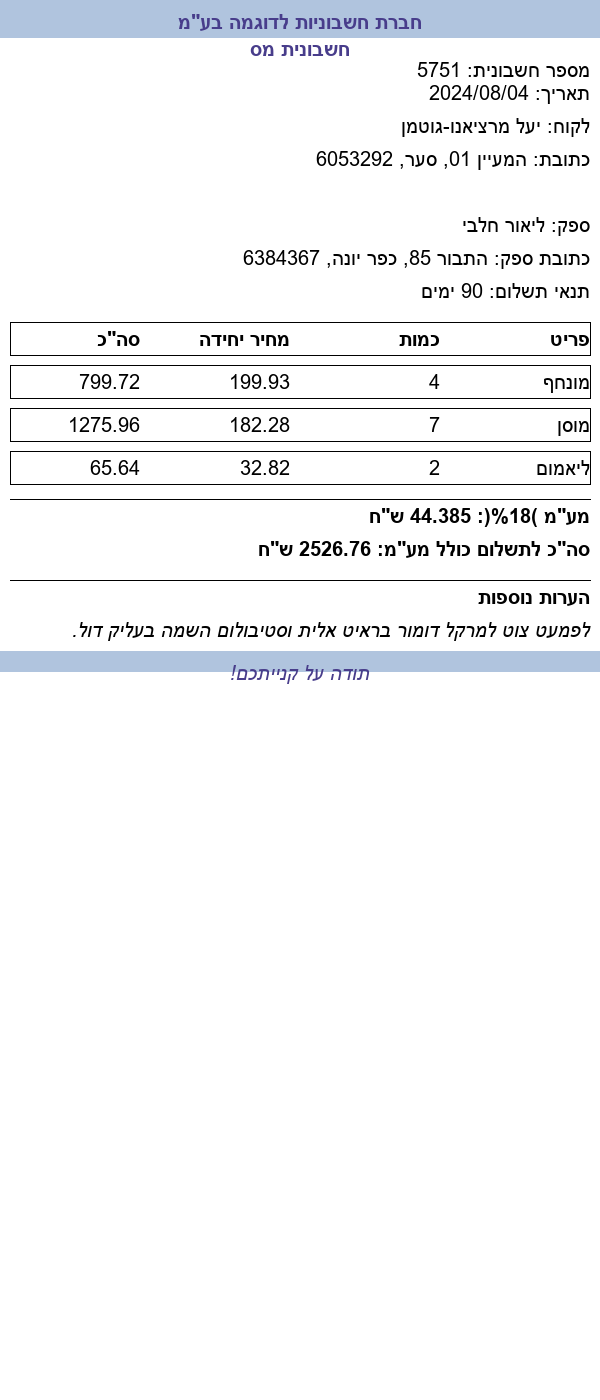 חברת חשבוניות לדוגמה בע"מ
חשבונית מס
מספר חשבונית: 5751
תאריך: 2024/08/04
לקוח: יעל מרציאנו-גוטמן
כתובת: המעיין 01, סער, 6053292
ספק: ליאור חלבי
כתובת ספק: התבור 85, כפר יונה, 6384367
תנאי תשלום: 90 ימים
פריט כמות מחיר יחידה סה"כ
מונחף 4 199.93 799.72
מוסן 7 182.28 1275.96
ליאמום 2 32.82 65.64
מע"מ (18%): 44.385 ש"ח
סה"כ לתשלום כולל מע"מ: 2526.76 ש"ח
הערות נוספות
לפמעט צוט למרקל דומור בראיט אלית וסטיבולום השמה בעליק דול.
תודה על קנייתכם!